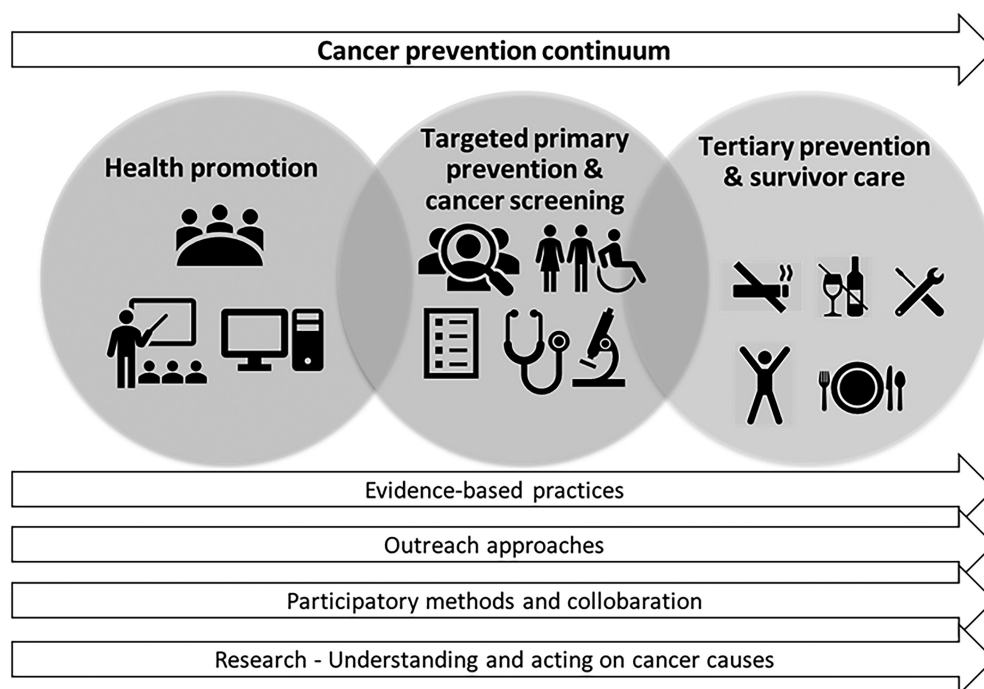 Cancer prevention continuum
Health promotion
Targeted primary
prevention &
cancer screening
Tertiary prevention
& survivor care
Evidence-based practices
Outreach approaches
Participatory methods and collobaration
Research - Understanding and acting on cancer causes